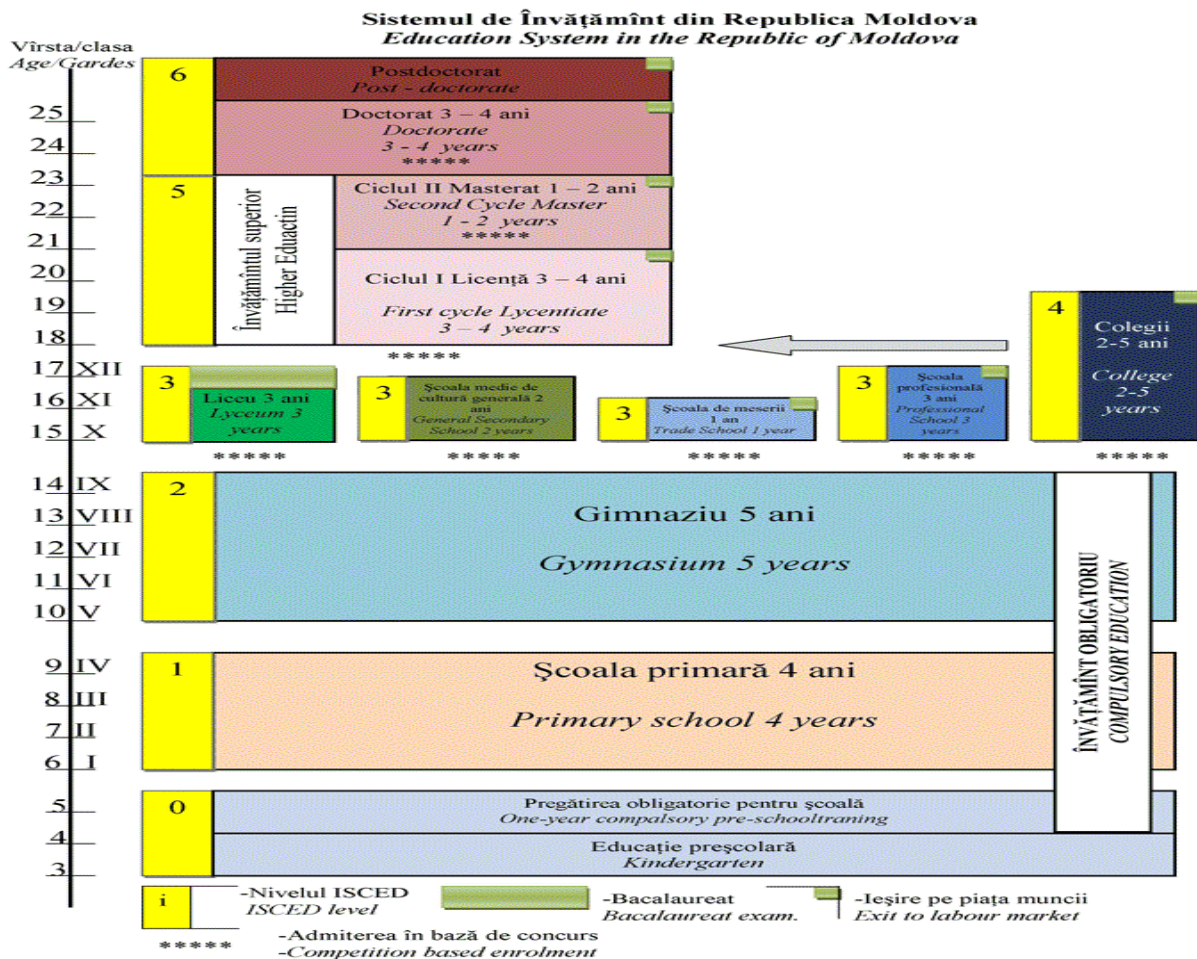 Sistemul de Învăţămînt din Republica Moldova
Education System in the Republic of Moldova
Vîrsta/clasa
Age/Gardes
6
Postdoctorat
Post - doctorate
25
24
Doctorat 3 – 4 ani
Doctorate
3 - 4 years
*****
23
22
21
5
Învăţămîntul superior
Higher Eduactin
Ciclul II Masterat 1 – 2 ani
Second Cycle Master
1 - 2 years
*****
20
19
18
Ciclul I Licenţă 3 – 4 ani
First cycle Lycentiate
3 – 4 years
*****
4
Colegii
2-5 ani
College
2-5
years
17 XII
16 XI
15 X
3
Liceu 3 ani
Lyceum 3
years
3
Şcoala medie de
cultură generală 2
ani
General Secondary
School 2 years
3
Şcoala de meserii
1 an
Trade School 1 year
3
Şcoala
profesională
3 ani
Professional
School 3
years
***** ***** ***** ***** *****
14 IX
13 VIII
12 VII
11 VI
10 V
2
Gimnaziu 5 ani
Gymnasium 5 years
ÎNVĂŢĂMÎNT OBLIGATORIU
COMPULSORY EDUCATION
9 IV
8 III
7 II
6 I
1
Şcoala primară 4 ani
Primary school 4 years
5
4
3
0
Pregătirea obligatorie pentru şcoală
One-year compalsory pre-schooltraning
Educaţie preşcolară
Kindergarten
i
-Nivelul ISCED
ISCED level
-Bacalaureat
Bacalaureat exam.
-Ieşire pe piaţa muncii
Exit to labour market
***** -Admiterea în bază de concurs
-Competition based enrolment